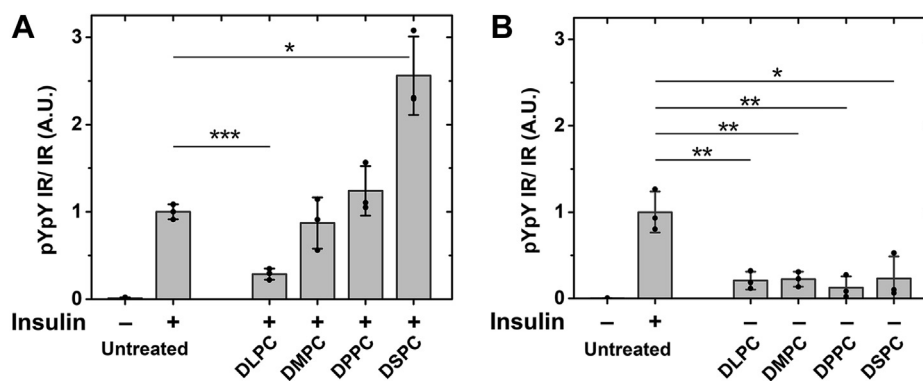 A
pYpY IR/ IR (A.U.)
3
2
1
0
*
***
Insulin
− + + + + +
Untreated
DLPC
DMPC
DPPC
DSPC
B
pYpY IR/ IR (A.U.)
3
2
1
0
*
**
**
**
Insulin
− + − − − −
Untreated
DLPC
DMPC
DPPC
DSPC